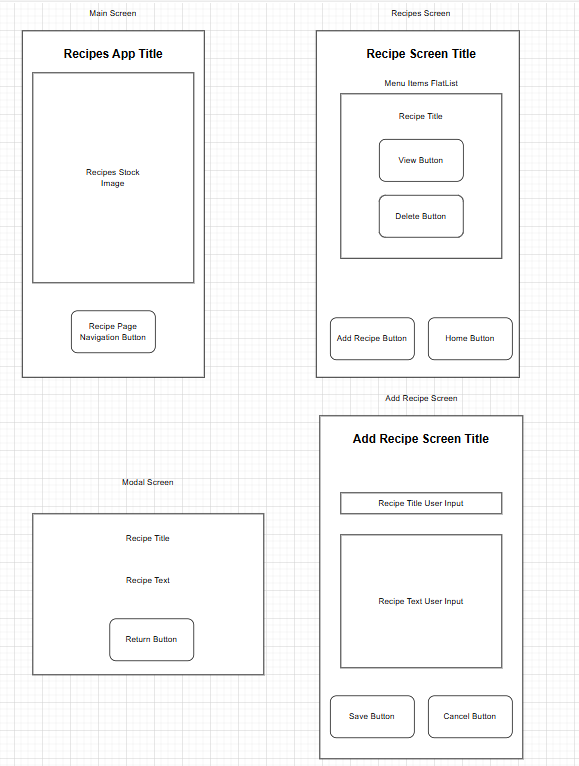 Main Screen
Recipes App Title
Recipes Stock
Image
Recipe Page
Navigation Button
Recipes Screen
Recipe Screen Title
Menu Items FlatList
Recipe Title
View Button
Delete Button
Add Recipe Button
Home Button
Modal Screen
Recipe Title
Recipe Text
Return Button
Add Recipe Screen
Add Recipe Screen Title
Recipe Title User Input
Recipe Text User Input
Save Button
Cancel Button